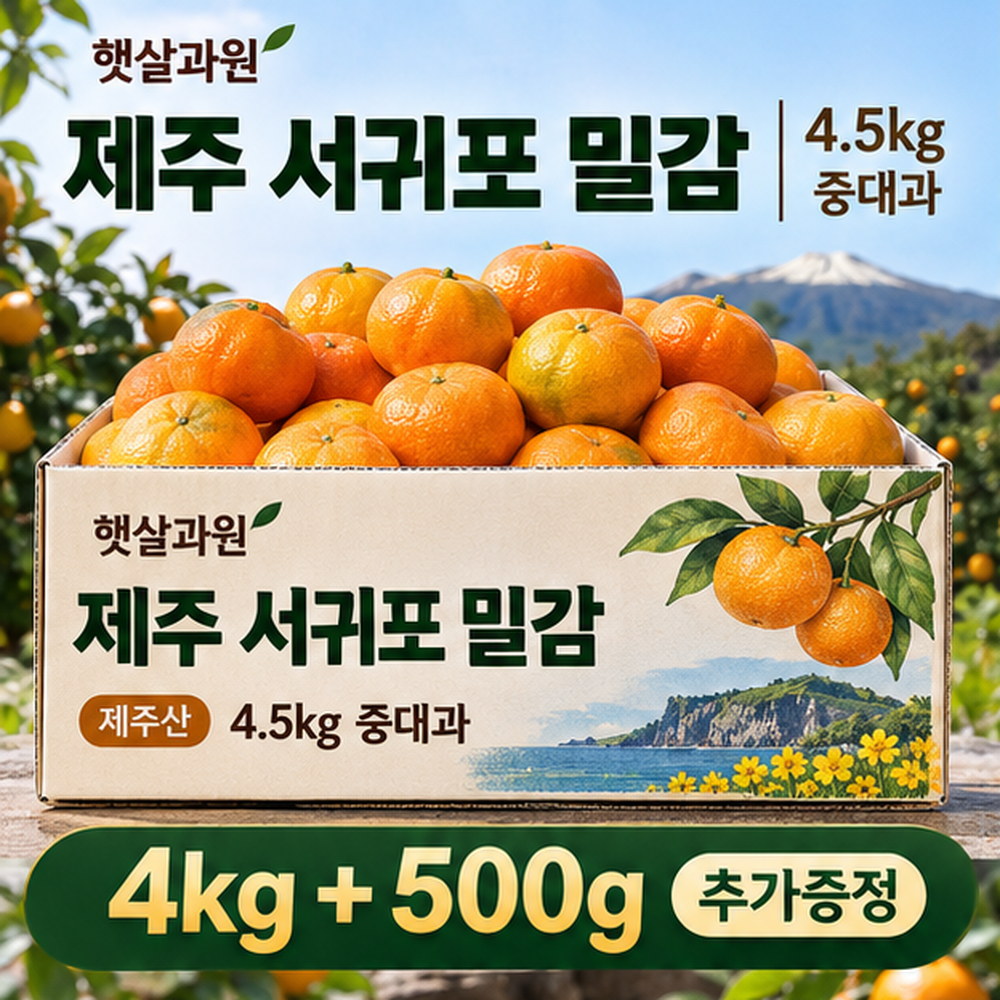 햇살과원
제주 서귀포 밀감
4.5kg
중대과
햇살과원
제주 서귀포 밀감
제주산 4.5kg 중대과
4kg + 500g 추가증정